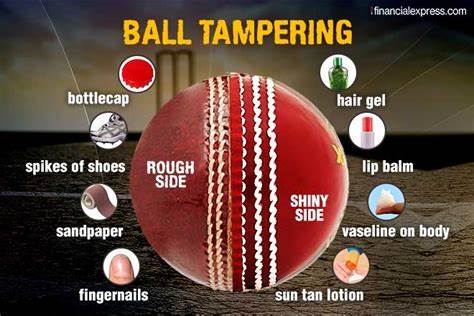 financialexpress.com
BALL TAMPERING
bottlecap
hair gel
spikes of shoes
lip balm
ROUGH
SIDE
SHINY
SIDE
sandpaper
vaseline on body
fingernails
sun tan lotion